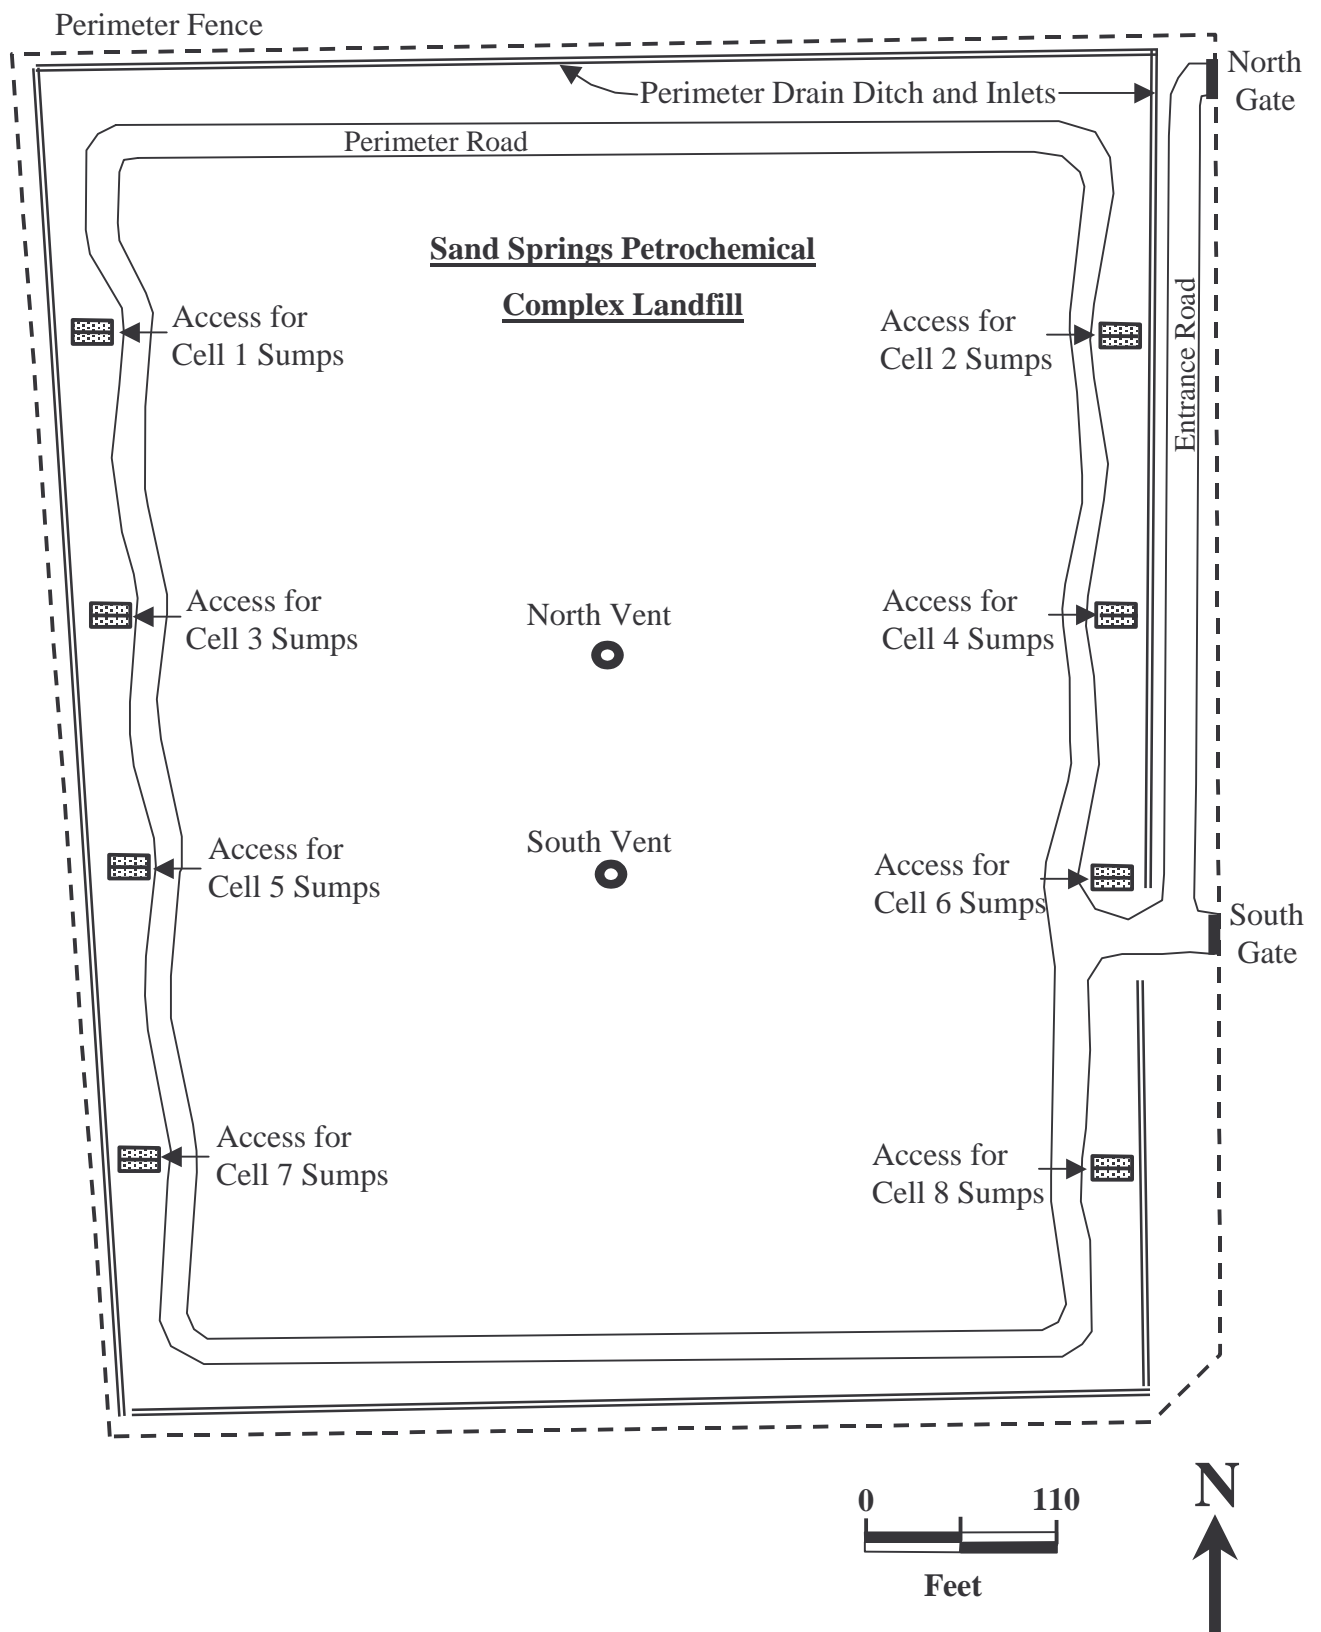 Perimeter Fence
North
Gate
Perimeter Drain Ditch and Inlets
Perimeter Road
Sand Springs Petrochemical
Complex Landfill
Entrance Road
Access for
Cell 1 Sumps
Access for
Cell 2 Sumps
Access for
Cell 3 Sumps
North Vent
Access for
Cell 4 Sumps
Access for
Cell 5 Sumps
South Vent
Access for
Cell 6 Sumps
South
Gate
Access for
Cell 7 Sumps
Access for
Cell 8 Sumps
0
110
Feet
N